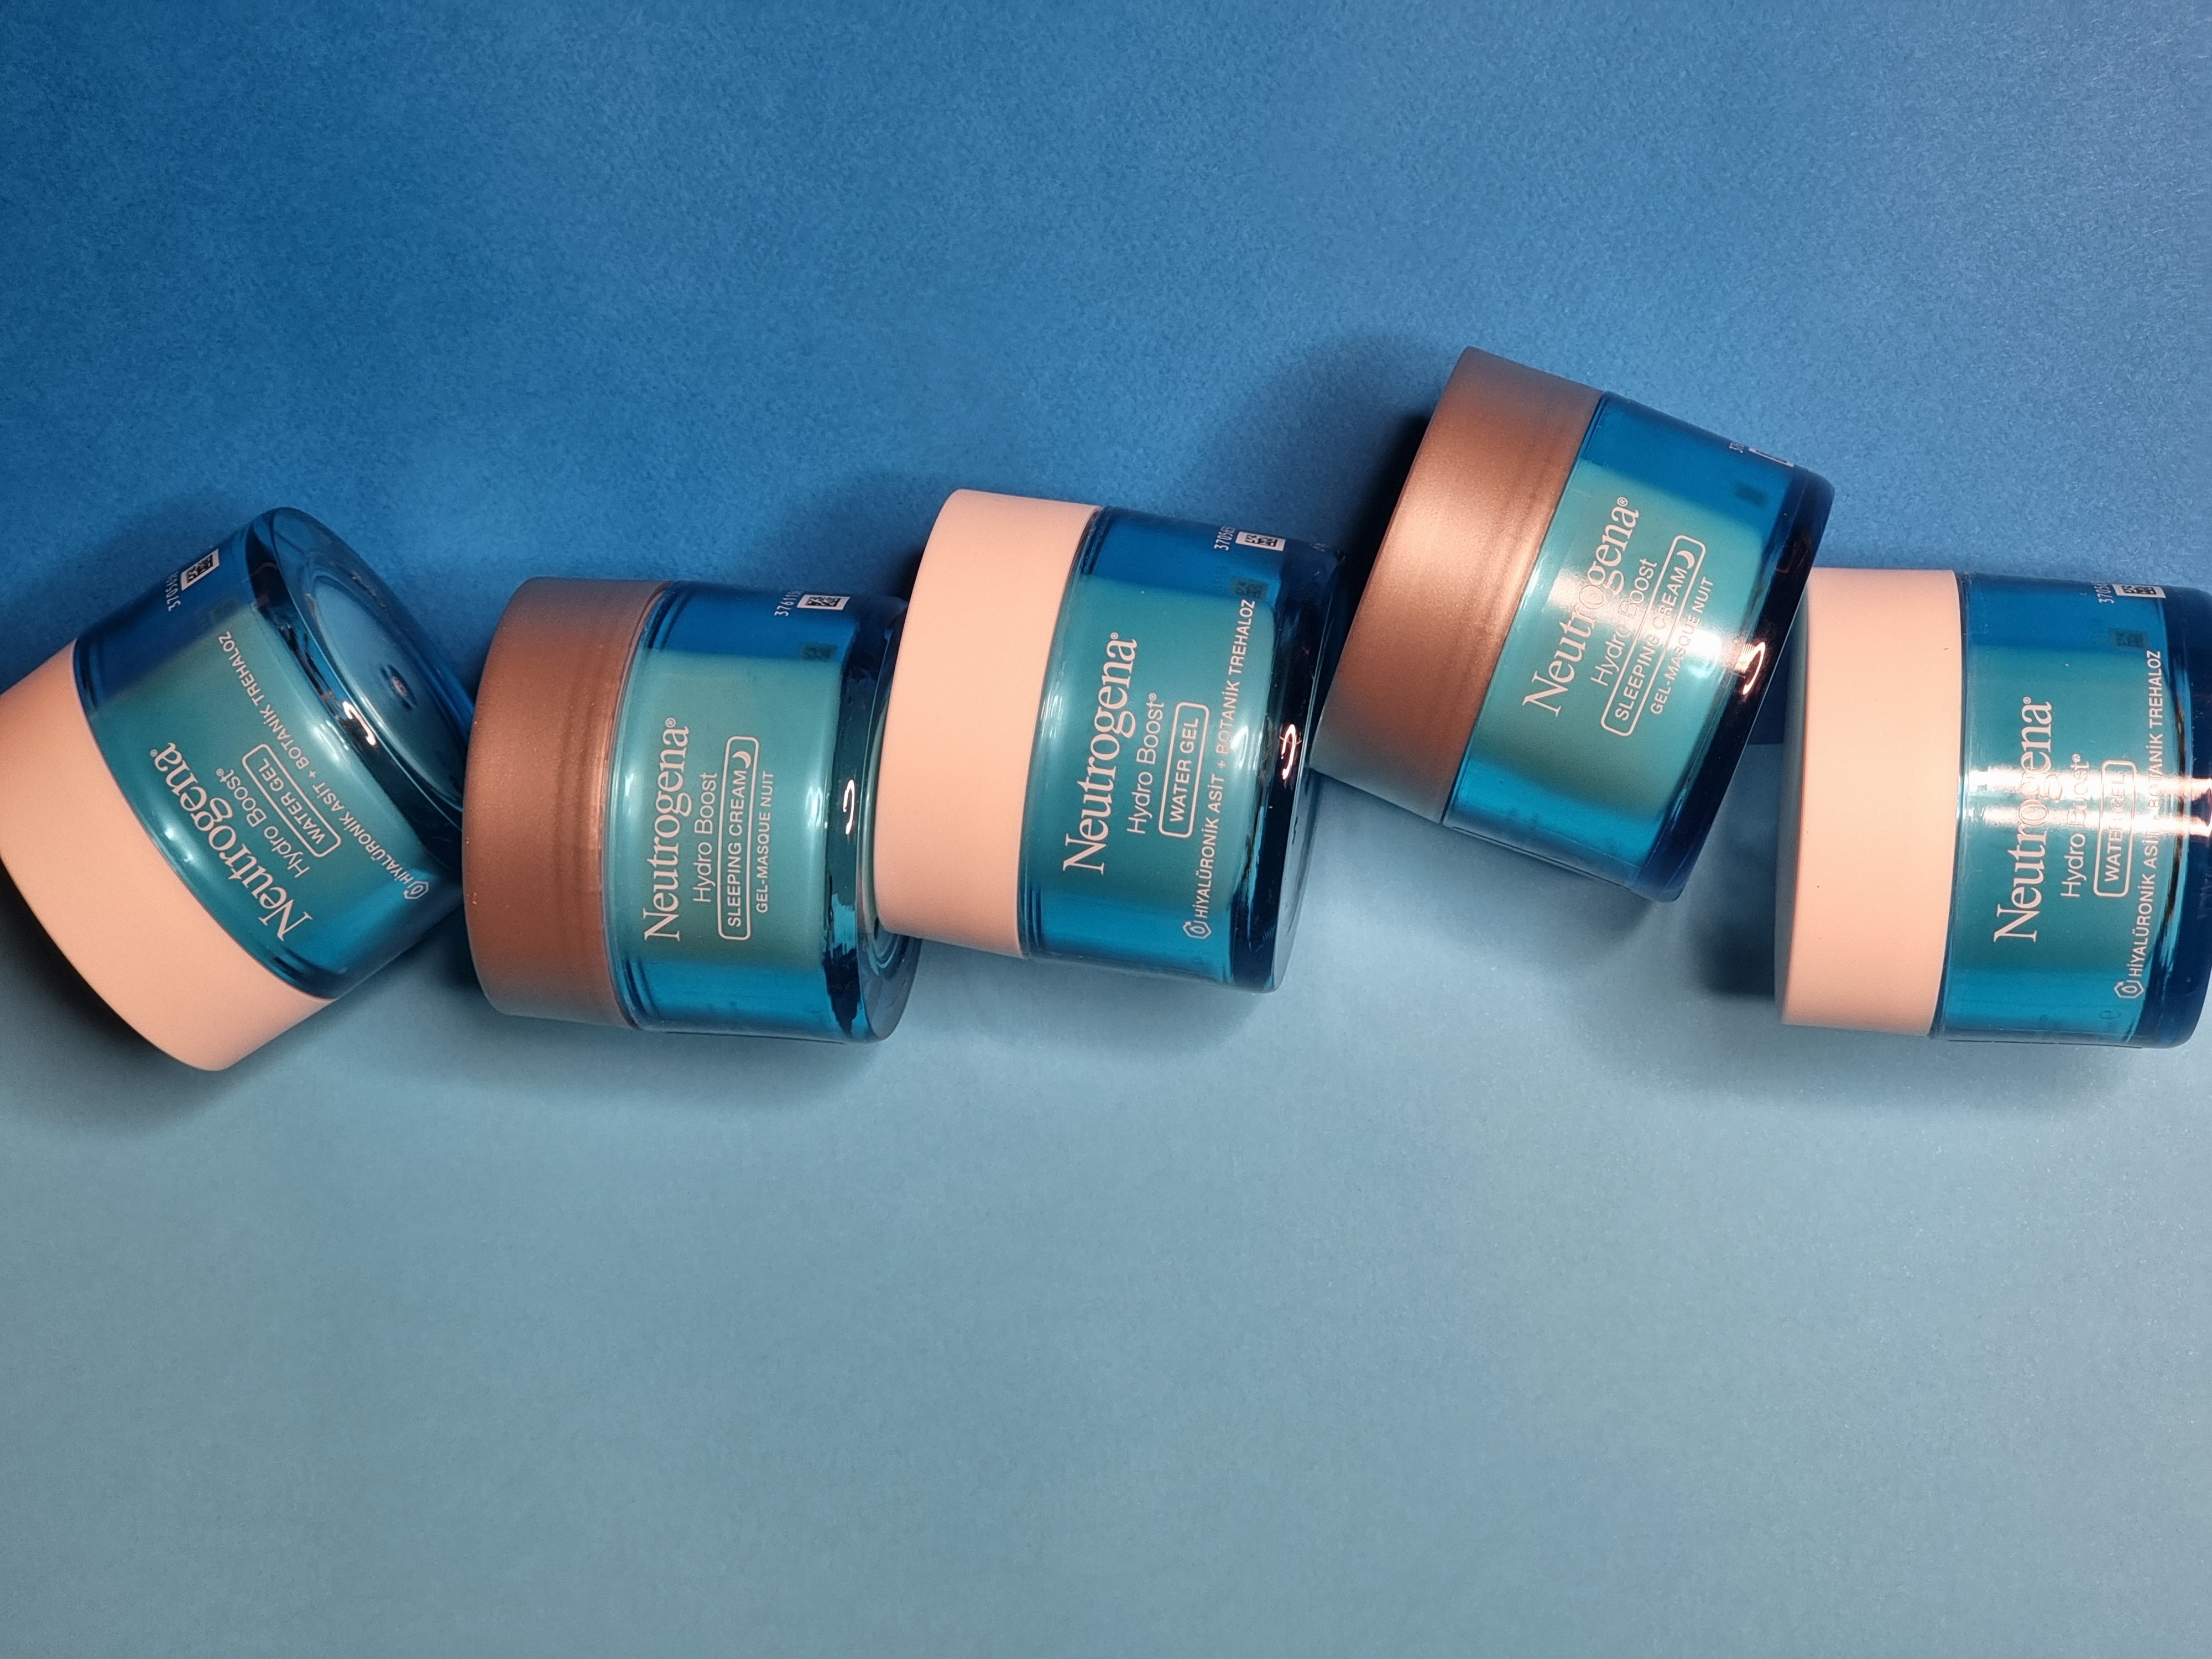 Neutrogena®
Hydro Boost®
WATER GEL
HİYALÜRONİK ASİT + BOTANİK TREHALOZ
Neutrogena®
Hydro Boost
SLEEPING CREAM
GEL-MASQUE NUIT
Neutrogena®
Hydro Boost®
WATER GEL
HİYALÜRONİK ASİT + BOTANİK TREHALOZ
Neutrogena®
Hydro Boost
SLEEPING CREAM
GEL-MASQUE NUIT
Neutrogena®
Hydro Boost®
WATER GEL
HİYALÜRONİK ASİT + BOTANİK TREHALOZ